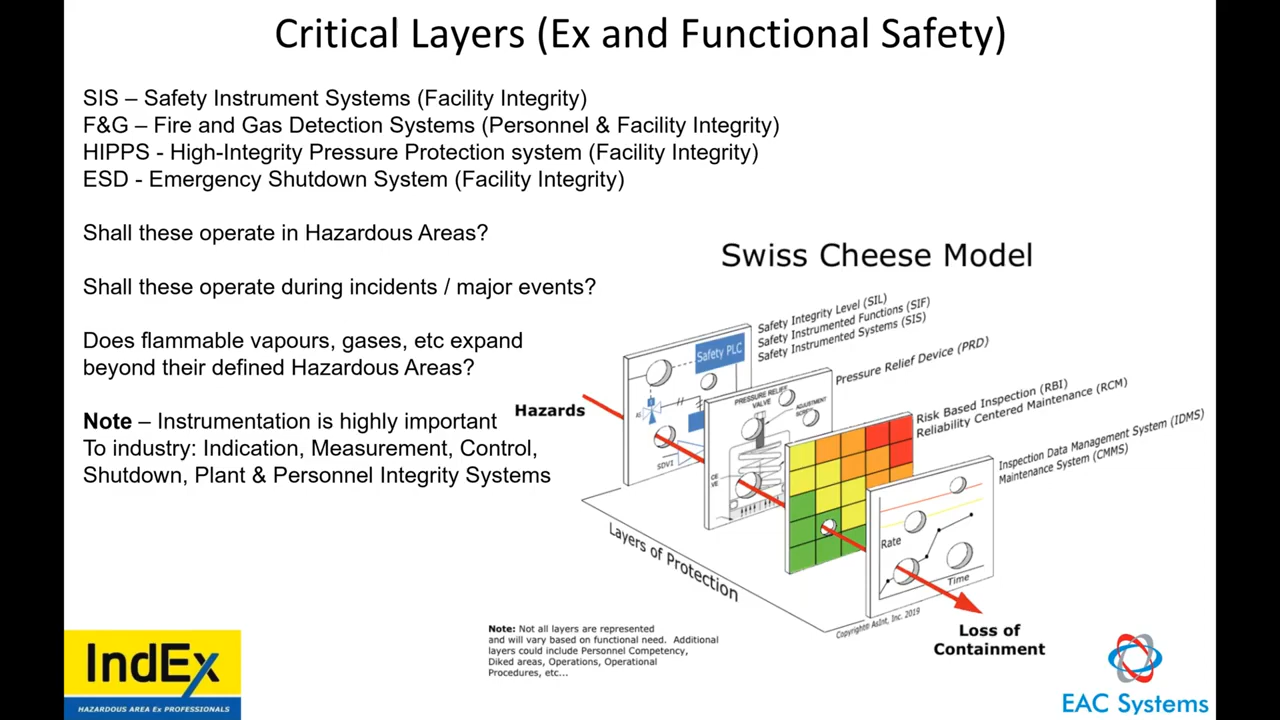 Critical Layers (Ex and Functional Safety)
SIS – Safety Instrument Systems (Facility Integrity)
F&G – Fire and Gas Detection Systems (Personnel & Facility Integrity)
HIPPS - High-Integrity Pressure Protection system (Facility Integrity)
ESD - Emergency Shutdown System (Facility Integrity)
Shall these operate in Hazardous Areas?
Shall these operate during incidents / major events?
Does flammable vapours, gases, etc expand
beyond their defined Hazardous Areas?
Note – Instrumentation is highly important
To industry: Indication, Measurement, Control,
Shutdown, Plant & Personnel Integrity Systems
Swiss Cheese Model
Safety Integrity Level (SIL)
Safety Instrumented Functions (SIF)
Safety Instrumented Systems (SIS)
Safety PLC
AS
SDV1
Pressure Relief Device (PRD)
PRESSURE RELIEF
VALVE
ADJUSTMENT
Risk Based Inspection (RBI)
Reliability Centered Maintenance (RCM)
Inspection Data Management System (IDMS)
Maintenance System (CMMS)
Rate
Time
Hazards
Layers of Protection
Copyright© AsInt, Inc. 2019
Loss of
Containment
Note: Not all layers are represented
and will vary based on functional need. Additional
layers could include Personnel Competency,
Diked areas, Operations, Operational
Procedures, etc...
IndEx
HAZARDOUS AREA Ex PROFESSIONALS
EAC Systems